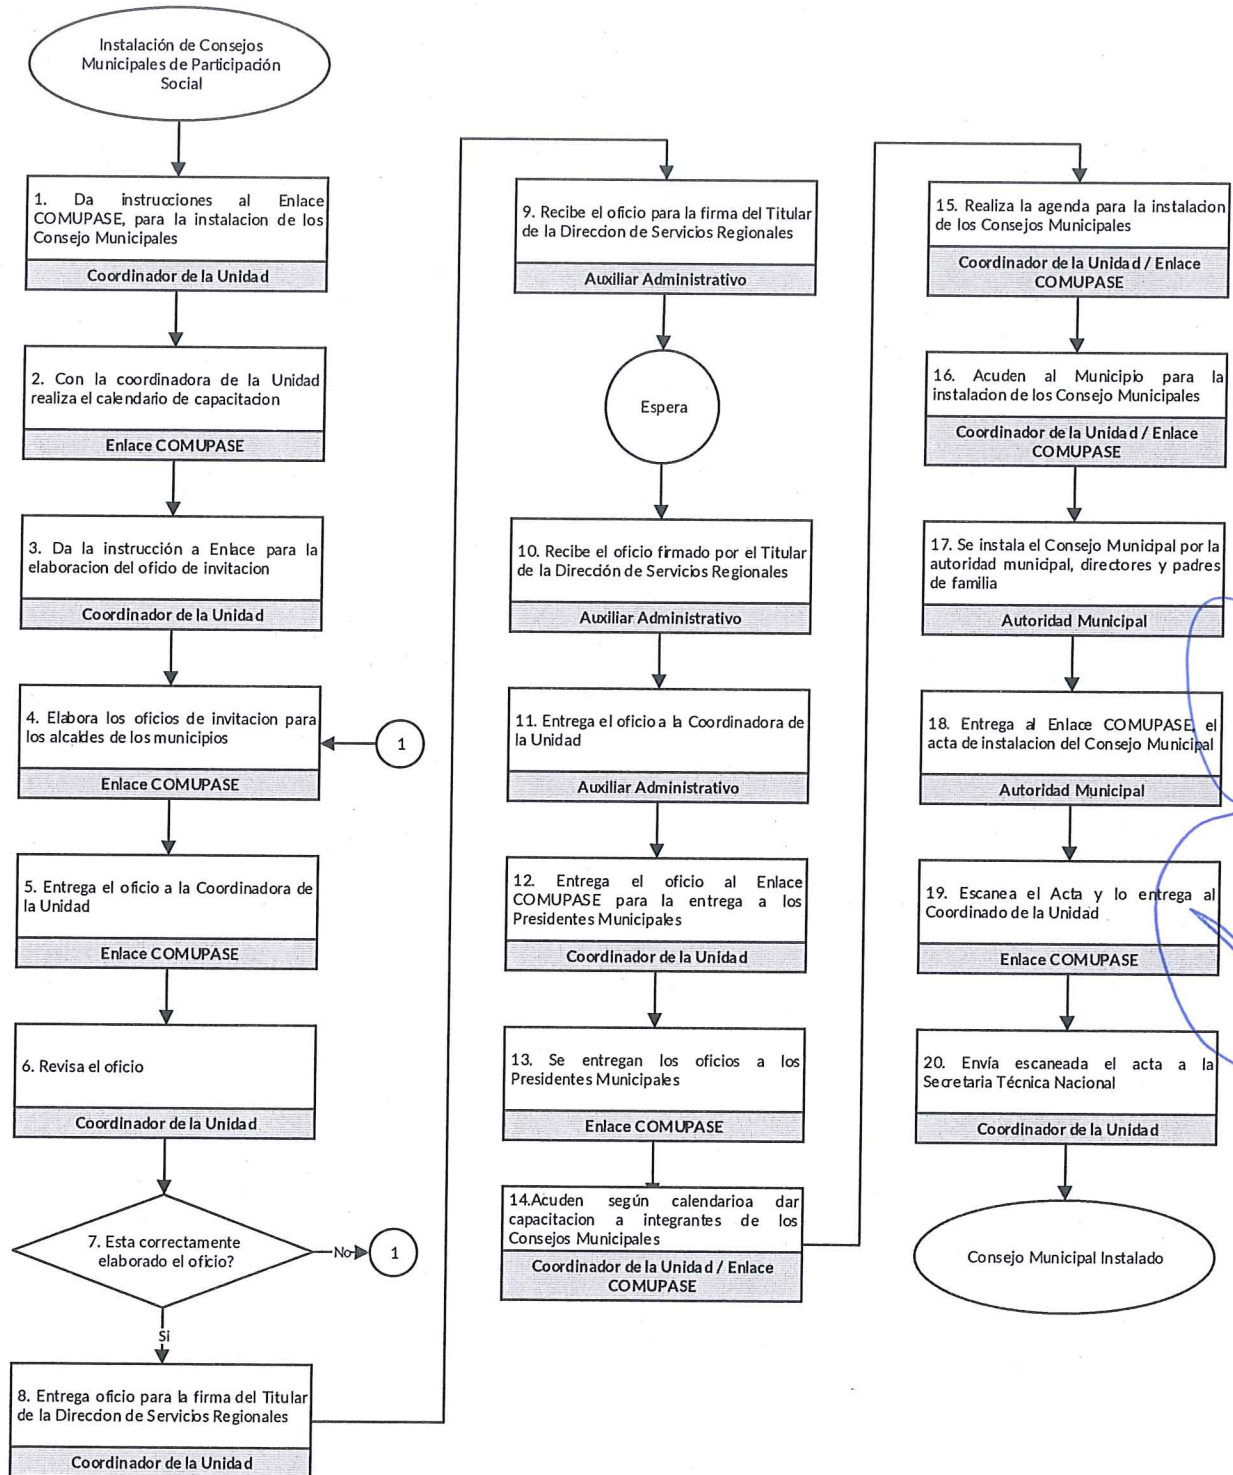 Instalación de Consejos
Municipales de Participación
Social
1. Da instrucciones al Enlace
COMUPASE, para la instalacion de los
Consejo Municipales
Coordinador de la Unidad
2. Con la coordinadora de la Unidad
realiza el calendario de capacitacion
Enlace COMUPASE
3. Da la instrucción a Enlace para la
elaboracion del oficio de invitacion
Coordinador de la Unidad
4. Elabora los oficios de invitacion para
los alcaldes de los municipios
Enlace COMUPASE
1
5. Entrega el oficio a la Coordinadora de
la Unidad
Enlace COMUPASE
6. Revisa el oficio
Coordinador de la Unidad
7. Esta correctamente
elaborado el oficio?
No
1
Si
8. Entrega oficio para la firma del Titular
de la Direccion de Servicios Regionales
Coordinador de la Unidad
9. Recibe el oficio para la firma del Titular
de la Direccion de Servicios Regionales
Auxiliar Administrativo
Espera
10. Recibe el oficio firmado por el Titular
de la Dirección de Servicios Regionales
Auxiliar Administrativo
11. Entrega el oficio a la Coordinadora de
la Unidad
Auxiliar Administrativo
12. Entrega el oficio al Enlace
COMUPASE para la entrega a los
Presidentes Municipales
Coordinador de la Unidad
13. Se entregan los oficios a los
Presidentes Municipales
Enlace COMUPASE
14.Acuden según calendarioa dar
capacitacion a integrantes de los
Consejos Municipales
Coordinador de la Unidad / Enlace
COMUPASE
15. Realiza la agenda para la instalacion
de los Consejos Municipales
Coordinador de la Unidad / Enlace
COMUPASE
16. Acuden al Municipio para la
instalacion de los Consejo Municipales
Coordinador de la Unidad / Enlace
COMUPASE
17. Se instala el Consejo Municipal por la
autoridad municipal, directores y padres
de familia
Autoridad Municipal
18. Entrega al Enlace COMUPASE, el
acta de instalacion del Consejo Municipal
Autoridad Municipal
19. Escanea el Acta y lo entrega al
Coordinado de la Unidad
Enlace COMUPASE
20. Envía escaneada el acta a la
Secretaria Técnica Nacional
Coordinador de la Unidad
Consejo Municipal Instalado